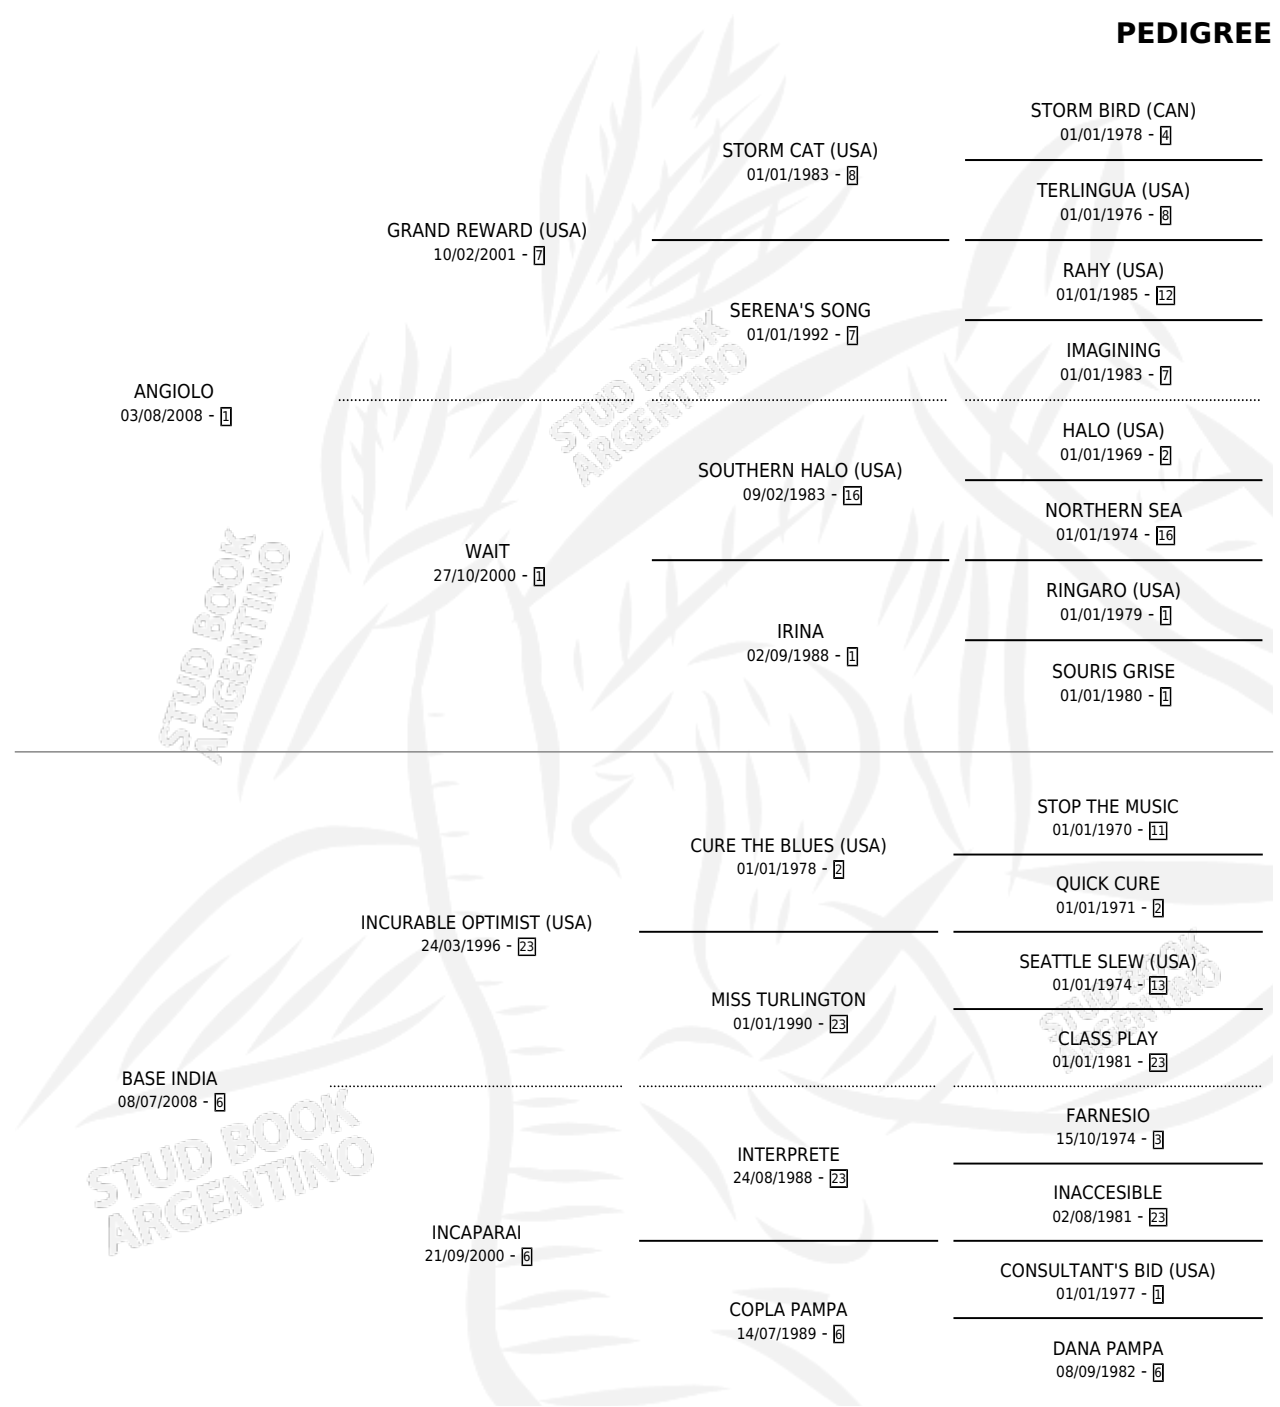 PEDIGREE
STORM BIRD (CAN)
01/01/1978 - 4
STORM CAT (USA)
01/01/1983 - 8
TERLINGUA (USA)
01/01/1976 - 8
GRAND REWARD (USA)
10/02/2001 - 7
RAHY (USA)
01/01/1985 - 12
SERENA'S SONG
01/01/1992 - 7
IMAGINING
01/01/1983 - 7
ANGIOLO
03/08/2008 - 1
HALO (USA)
01/01/1969 - 2
SOUTHERN HALO (USA)
09/02/1983 - 16
NORTHERN SEA
01/01/1974 - 16
WAIT
27/10/2000 - 1
RINGARO (USA)
01/01/1979 - 1
IRINA
02/09/1988 - 1
SOURIS GRISE
01/01/1980 - 1
STUD BOOK
ARGENTINO
STUD BOOK
ARGENTINO
STOP THE MUSIC
01/01/1970 - 11
CURE THE BLUES (USA)
01/01/1978 - 2
QUICK CURE
01/01/1971 - 2
INCURABLE OPTIMIST (USA)
24/03/1996 - 23
SEATTLE SLEW (USA)
01/01/1974 - 13
MISS TURLINGTON
01/01/1990 - 23
CLASS PLAY
01/01/1981 - 23
STUD BOOK
ARGENTINO
BASE INDIA
08/07/2008 - 6
FARNESIO
15/10/1974 - 3
INTERPRETE
24/08/1988 - 23
INACCESIBLE
02/08/1981 - 23
INCAPARAI
21/09/2000 - 6
CONSULTANT'S BID (USA)
01/01/1977 - 1
COPLA PAMPA
14/07/1989 - 6
DANA PAMPA
08/09/1982 - 6
STUD BOOK
ARGENTINO